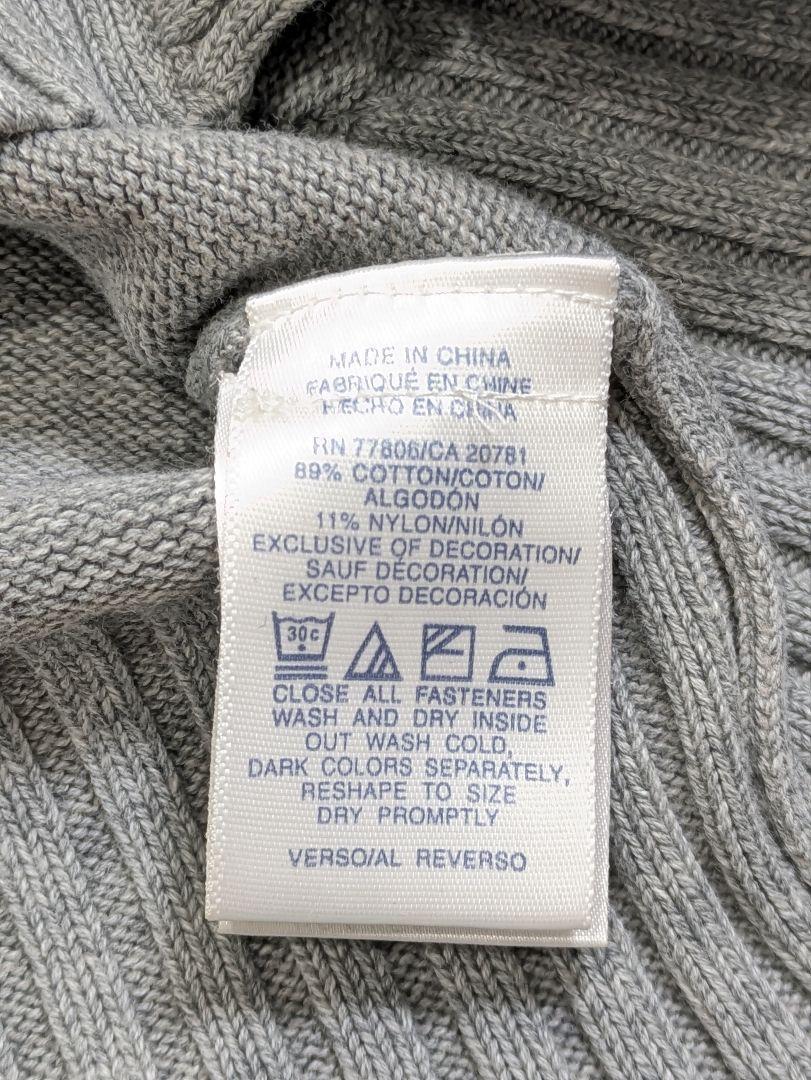 MADE IN CHINA
FABRIQUÉ EN CHINE
HECHO EN CHINA
RN 77806/CA 20781
89% COTTON/COTON/
ALGODÓN
11% NYLON/NILÓN
EXCLUSIVE OF DECORATION/
SAUF DÉCORATION/
EXCEPTO DECORACIÓN
30c
CLOSE ALL FASTENERS
WASH AND DRY INSIDE
OUT WASH COLD,
DARK COLORS SEPARATELY,
RESHAPE TO SIZE
DRY PROMPTLY
VERSO/AL REVERSO